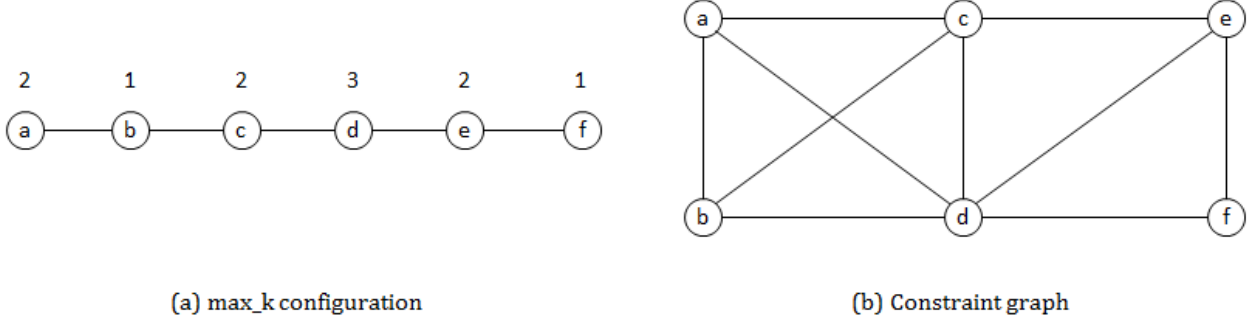 2 1 2 3 2 1
a b c d e f
(a) max_k configuration
a c e
b d f
(b) Constraint graph